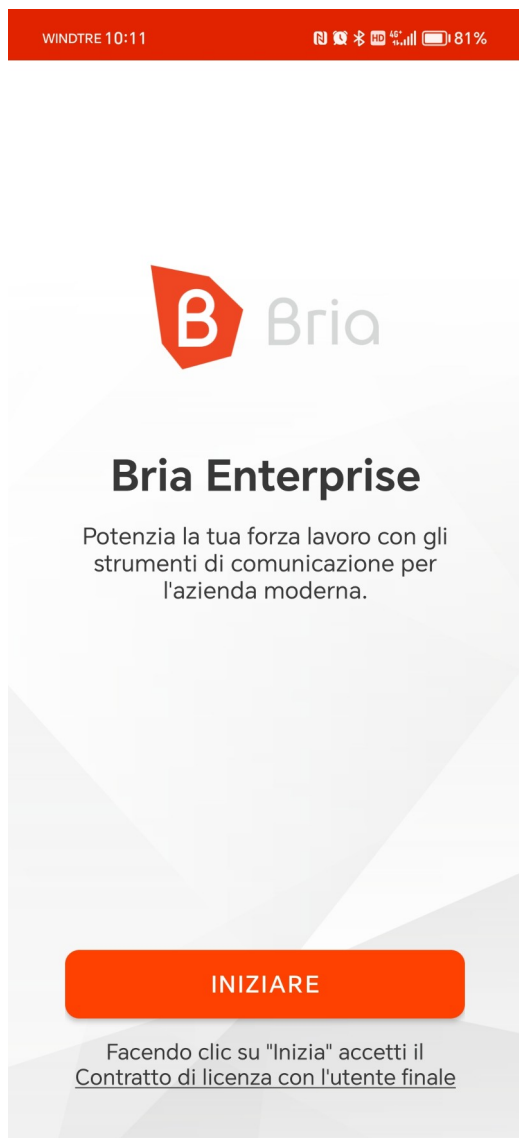 WINDTRE 10:11 81%
B Bria
Bria Enterprise
Potenzia la tua forza lavoro con gli
strumenti di comunicazione per
l'azienda moderna.
INIZIARE
Facendo clic su "Inizia" accetti il
Contratto di licenza con l'utente finale